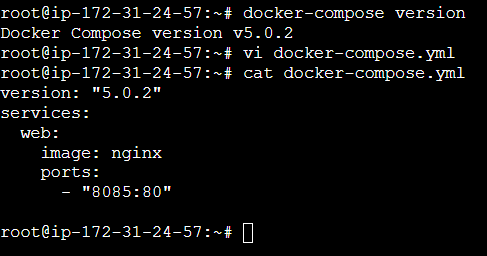 root@ip-172-31-24-57:~# docker-compose version
Docker Compose version v5.0.2
root@ip-172-31-24-57:~# vi docker-compose.yml
root@ip-172-31-24-57:~# cat docker-compose.yml
version: "5.0.2"
services:
  web:
    image: nginx
    ports:
      - "8085:80"

root@ip-172-31-24-57:~#